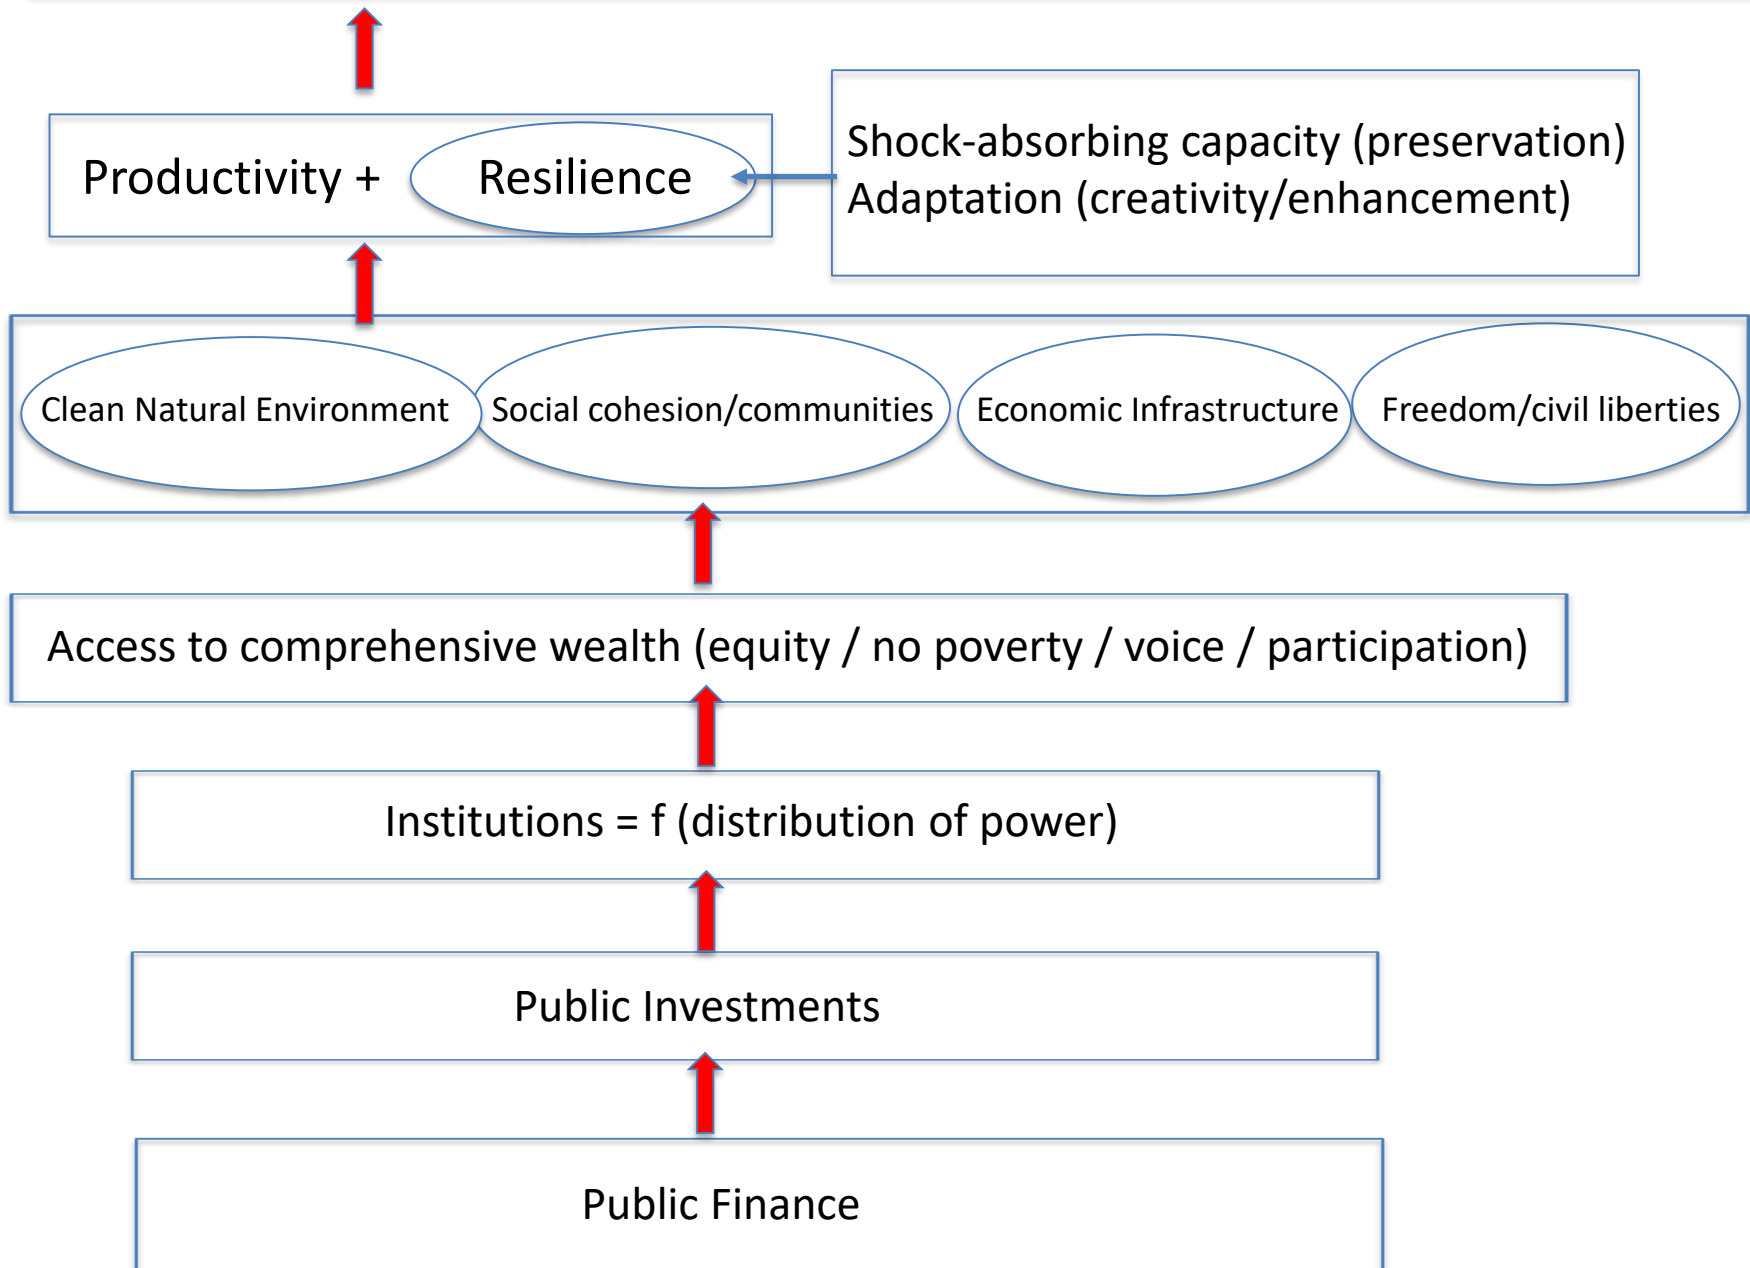 Productivity + Resilience
Shock-absorbing capacity (preservation)
Adaptation (creativity/enhancement)
Clean Natural Environment
Social cohesion/communities
Economic Infrastructure
Freedom/civil liberties
Access to comprehensive wealth (equity / no poverty / voice / participation)
Institutions = f (distribution of power)
Public Investments
Public Finance